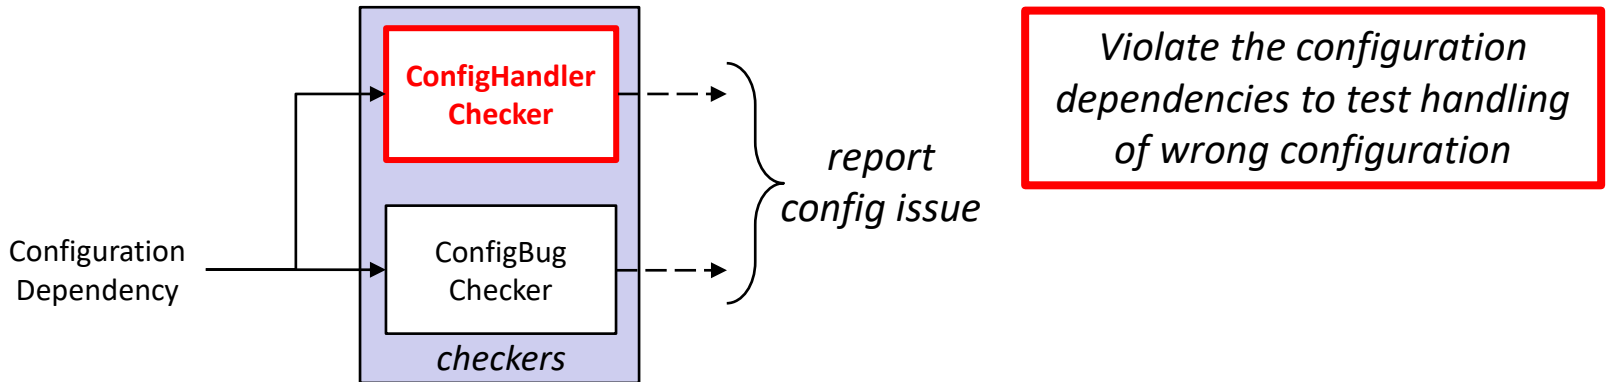 Configuration
Dependency
ConfigHandler
Checker
ConfigBug
Checker
checkers
report
config issue
Violate the configuration
dependencies to test handling
of wrong configuration